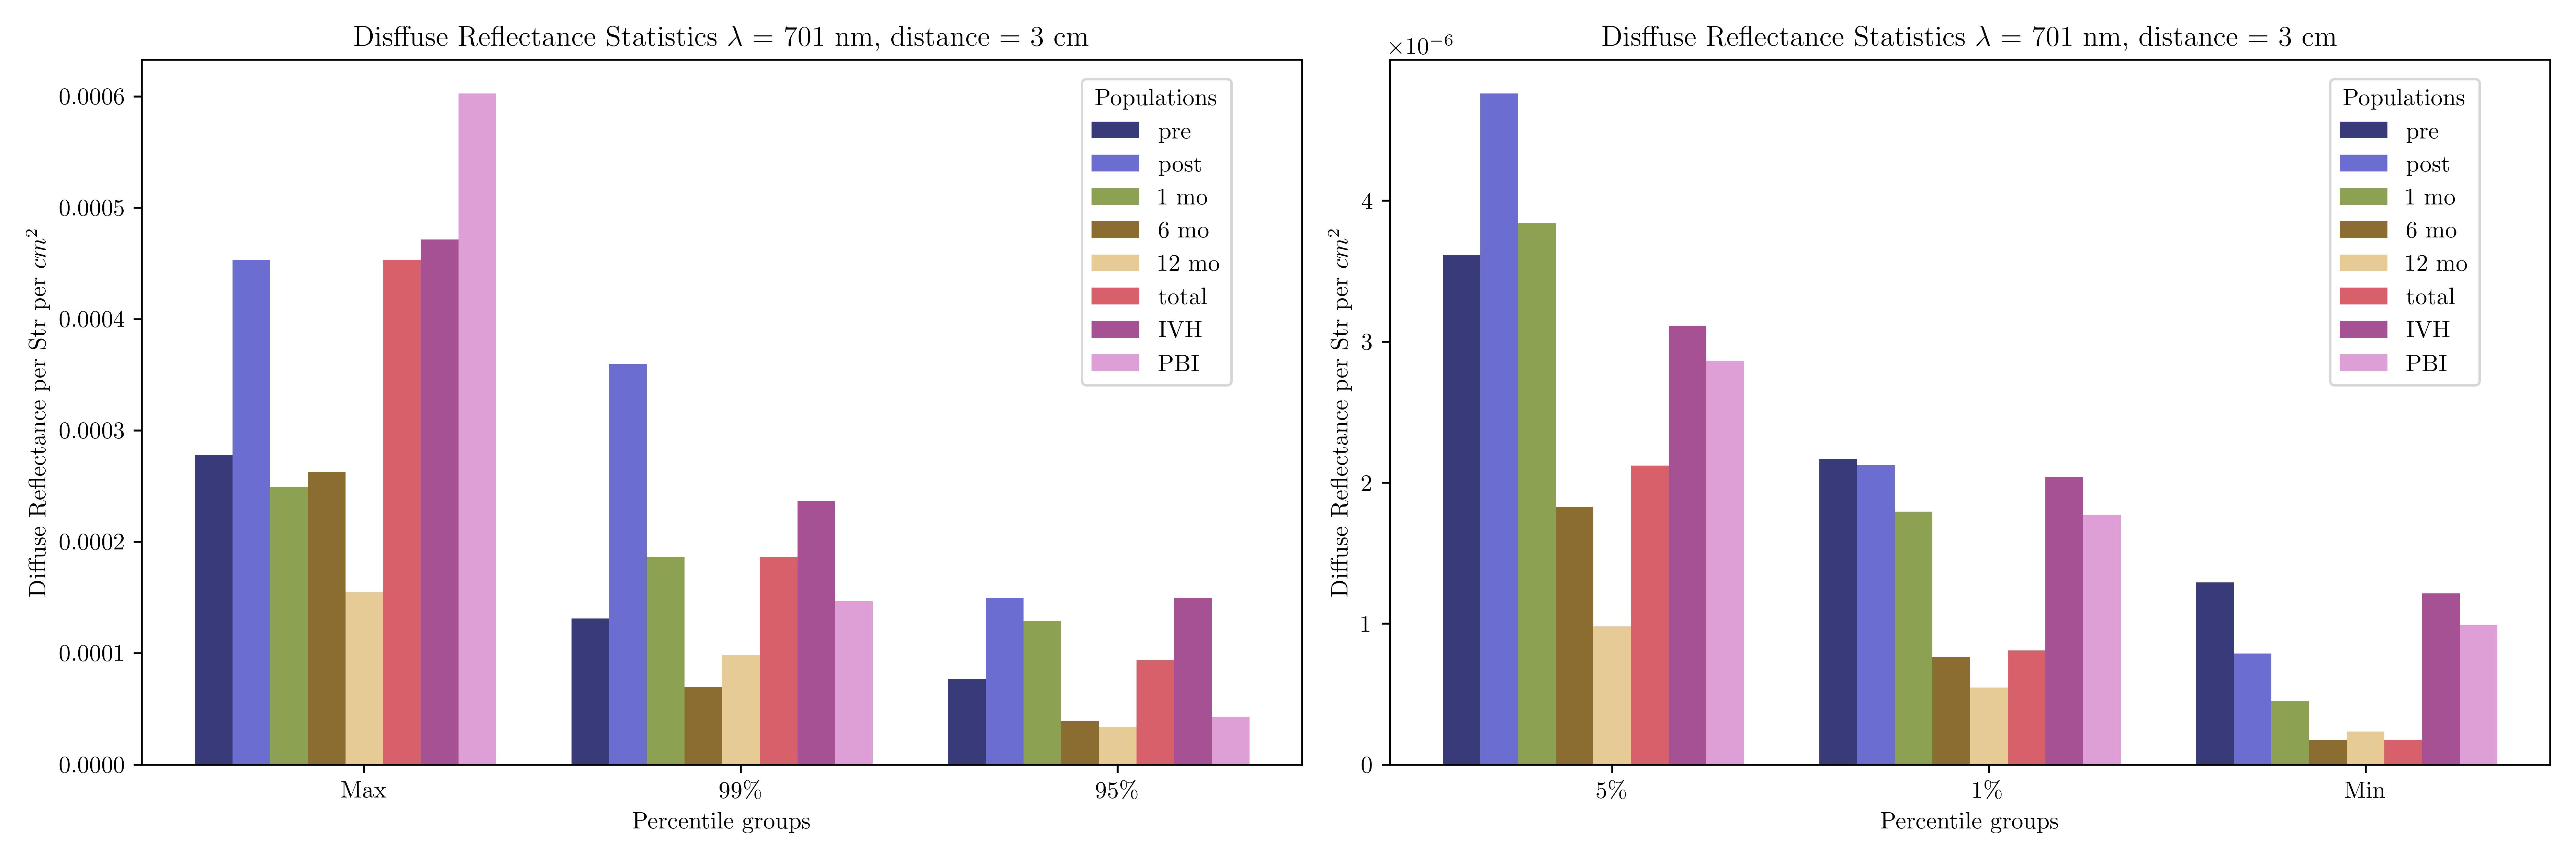 Disffuse Reflectance Statistics λ = 701 nm, distance = 3 cm
Diffuse Reflectance per Str per cm²
0.0006
0.0005
0.0004
0.0003
0.0002
0.0001
0.0000
Populations
pre
post
1 mo
6 mo
12 mo
total
IVH
PBI
Max
99%
95%
Percentile groups
Disffuse Reflectance Statistics λ = 701 nm, distance = 3 cm
×10⁻⁶
Diffuse Reflectance per Str per cm²
4
3
2
1
0
Populations
pre
post
1 mo
6 mo
12 mo
total
IVH
PBI
5%
1%
Min
Percentile groups